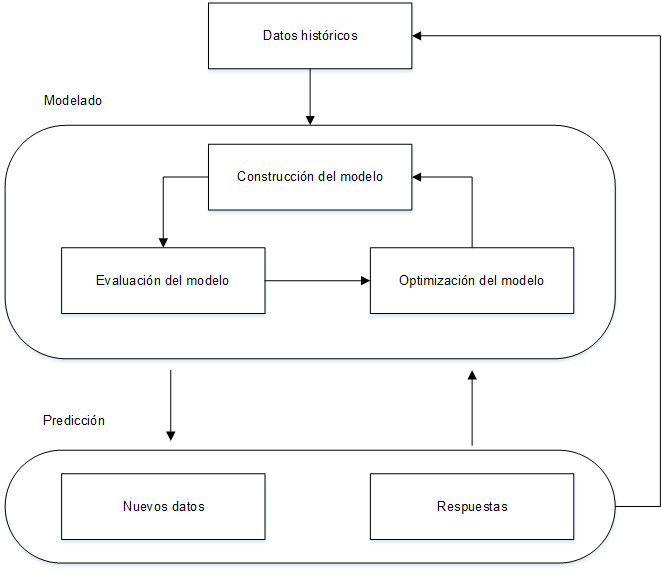 Datos históricos
Modelado
Construcción del modelo
Evaluación del modelo
Optimización del modelo
Predicción
Nuevos datos
Respuestas